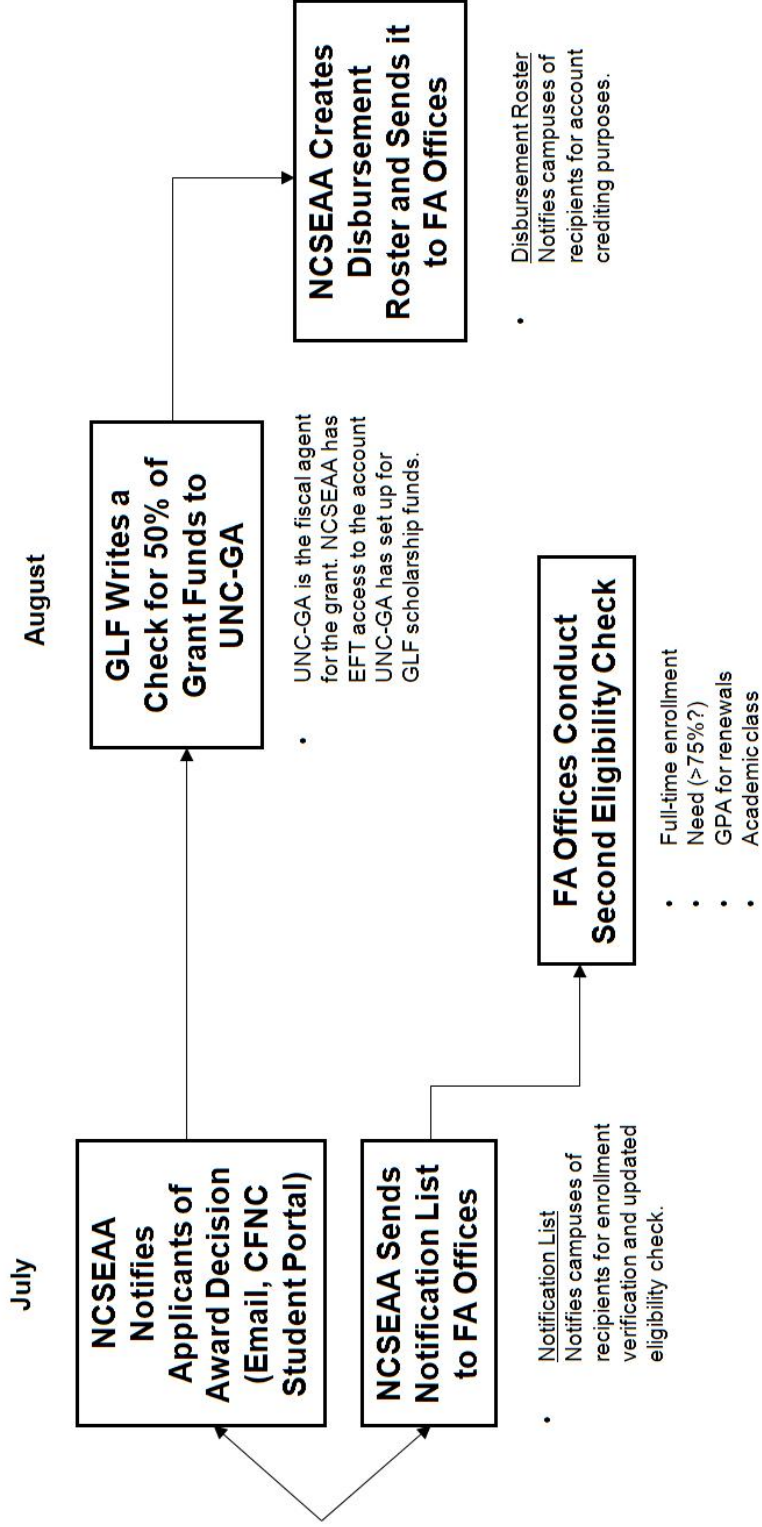 July
August
NCSEAA
Notifies
Applicants of
Award Decision
(Email, CFNC
Student Portal)
GLF Writes a
Check for 50% of
Grant Funds to
UNC-GA
• UNC-GA is the fiscal agent
for the grant. NCSEAA has
EFT access to the account
UNC-GA has set up for
GLF scholarship funds.
NCSEAA Creates
Disbursement
Roster and Sends it
to FA Offices
• Disbursement Roster
Notifies campuses of
recipients for account
crediting purposes.
NCSEAA Sends
Notification List
to FA Offices
• Notification List
Notifies campuses of
recipients for enrollment
verification and updated
eligibility check.
FA Offices Conduct
Second Eligibility Check
• Full-time enrollment
• Need (>75%?)
• GPA for renewals
• Academic class